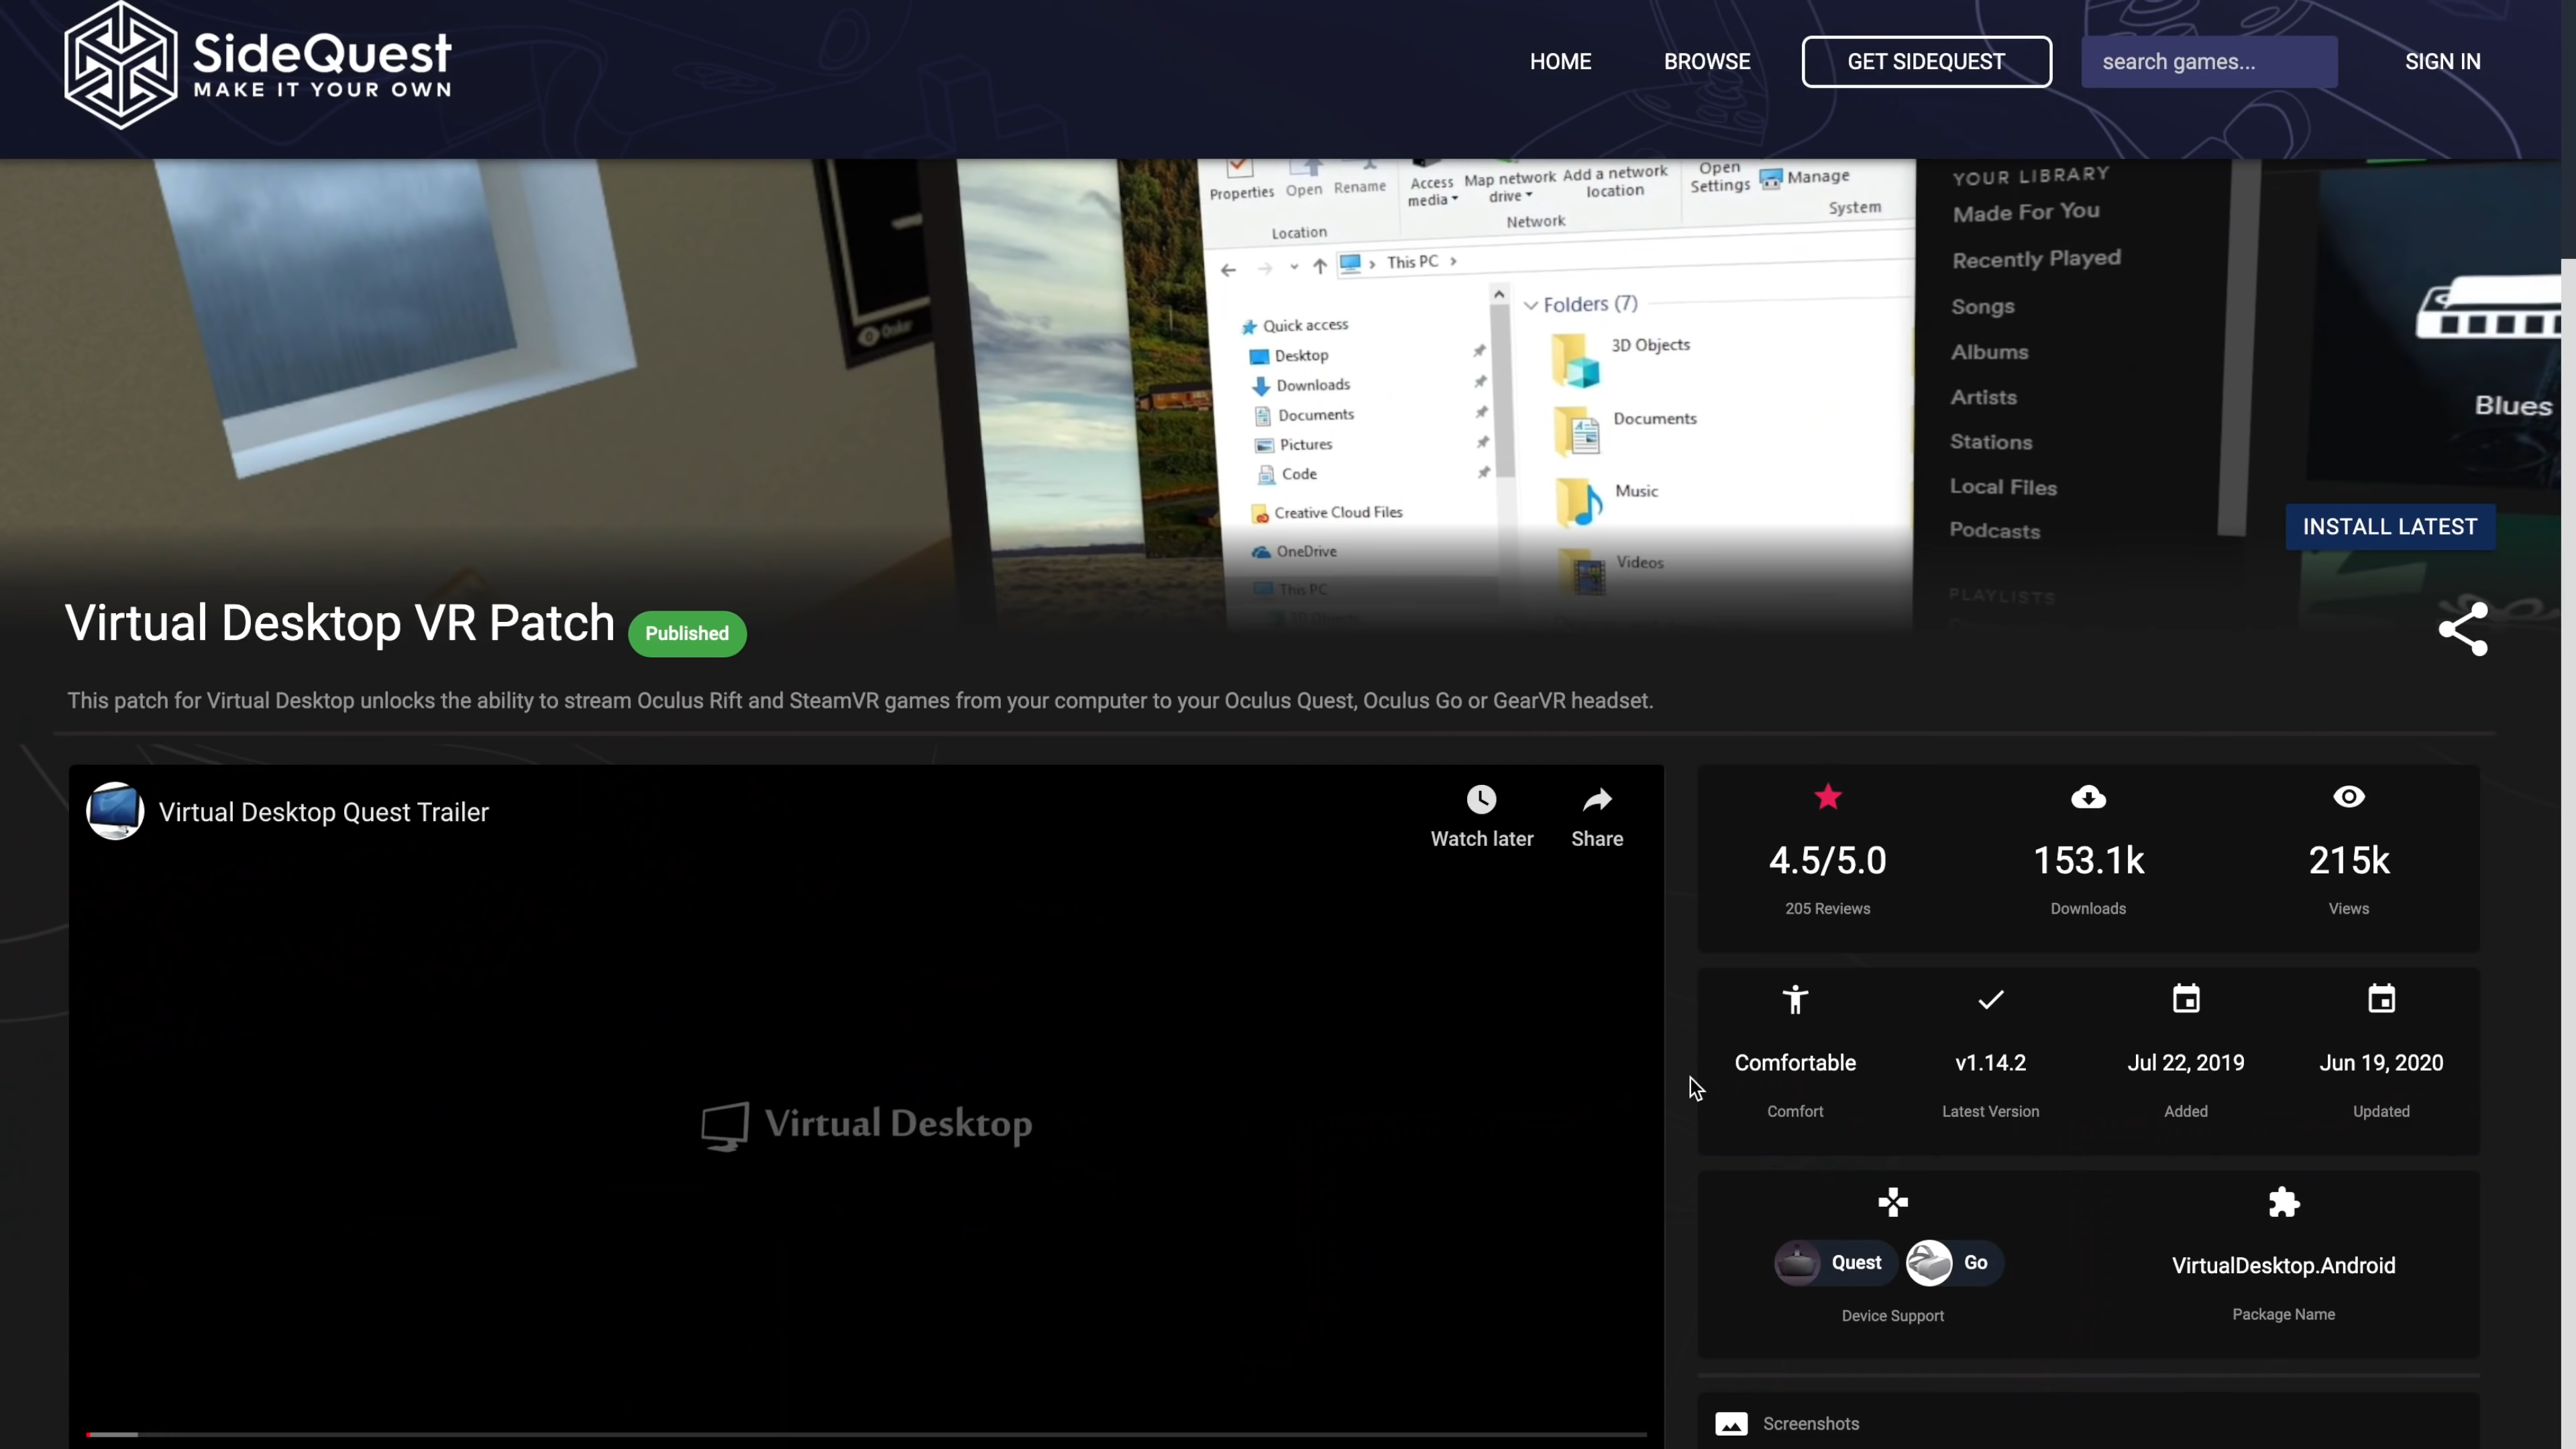 SideQuest
MAKE IT YOUR OWN
HOME
BROWSE
GET SIDEQUEST
search games...
SIGN IN
Properties
Open
Rename
Location
Access
media
Map network
drive
Add a network
location
Network
Open
Settings
Manage
System
This PC
Quick access
Desktop
Downloads
Documents
Pictures
Code
Creative Cloud Files
OneDrive
This PC
Folders (7)
3D Objects
Documents
Music
Videos
YOUR LIBRARY
Made For You
Recently Played
Songs
Albums
Artists
Stations
Local Files
Podcasts
PLAYLISTS
Blues
INSTALL LATEST
Virtual Desktop VR Patch
Published
This patch for Virtual Desktop unlocks the ability to stream Oculus Rift and SteamVR games from your computer to your Oculus Quest, Oculus Go or GearVR headset.
Virtual Desktop Quest Trailer
Watch later
Share
Virtual Desktop
4.5/5.0
205 Reviews
153.1k
Downloads
215k
Views
Comfortable
Comfort
v1.14.2
Latest Version
Jul 22, 2019
Added
Jun 19, 2020
Updated
Quest
Go
Device Support
VirtualDesktop.Android
Package Name
Screenshots